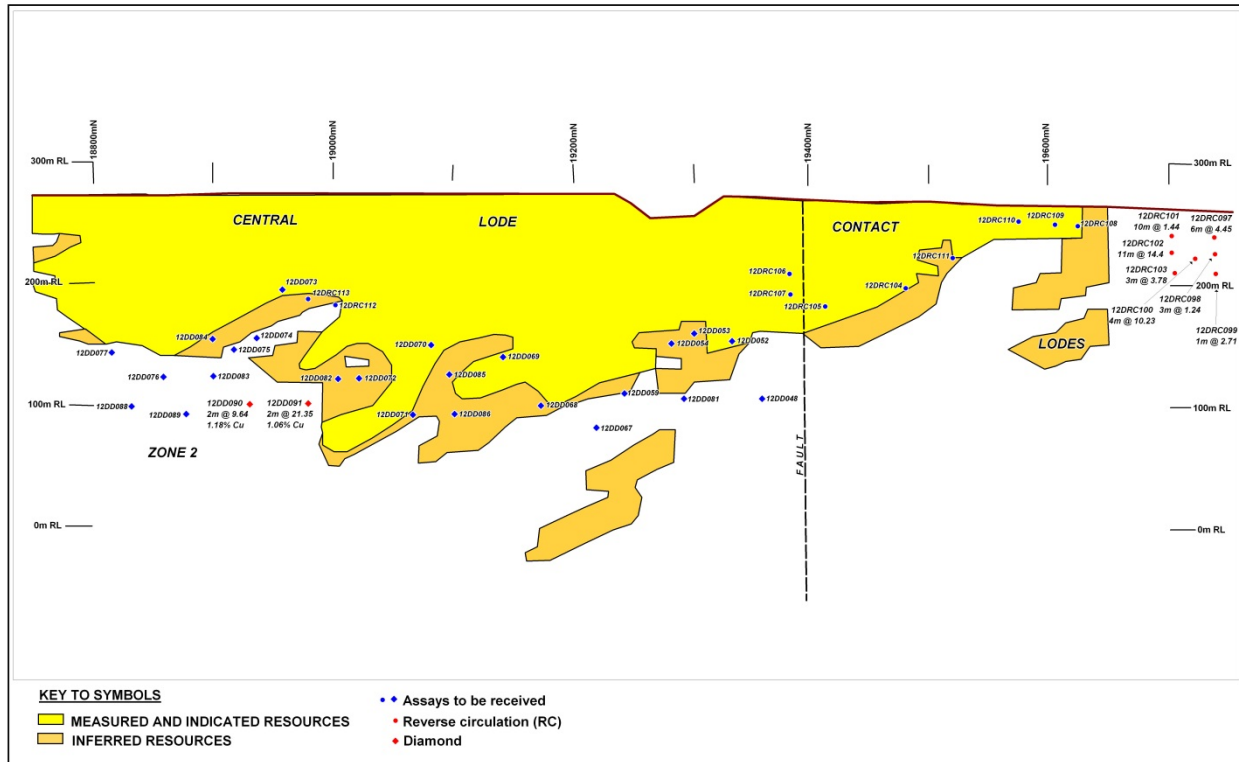 18800mN
19000mN
19200mN
19400mN
19600mN
300m RL
300m RL
CENTRAL
LODE
CONTACT
12DRC110
12DRC109
12DRC108
12DRC101
10m @ 1.44
12DRC097
6m @ 4.45
12DRC102
11m @ 14.4
12DRC111
12DRC106
12DRC103
3m @ 3.78
200m RL
12DD073
12DRC113
12DRC112
12DRC107
12DRC104
12DRC105
200m RL
12DRC100
4m @ 10.23
12DRC098
3m @ 1.24
12DRC099
1m @ 2.71
12DD084
12DD074
12DD075
12DD077
12DD070
12DD069
12DD053
12DD054
12DD052
LODES
12DD076
12DD083
12DD082
12DD072
12DD085
12DD059
12DD081
12DD048
100m RL
12DD088
12DD089
12DD090
2m @ 9.64
1.18% Cu
12DD091
2m @ 21.35
1.06% Cu
12DD071
12DD086
12DD068
12DD067
100m RL
ZONE 2
FAULT
0m RL
0m RL
KEY TO SYMBOLS
MEASURED AND INDICATED RESOURCES
INFERRED RESOURCES
Assays to be received
Reverse circulation (RC)
Diamond